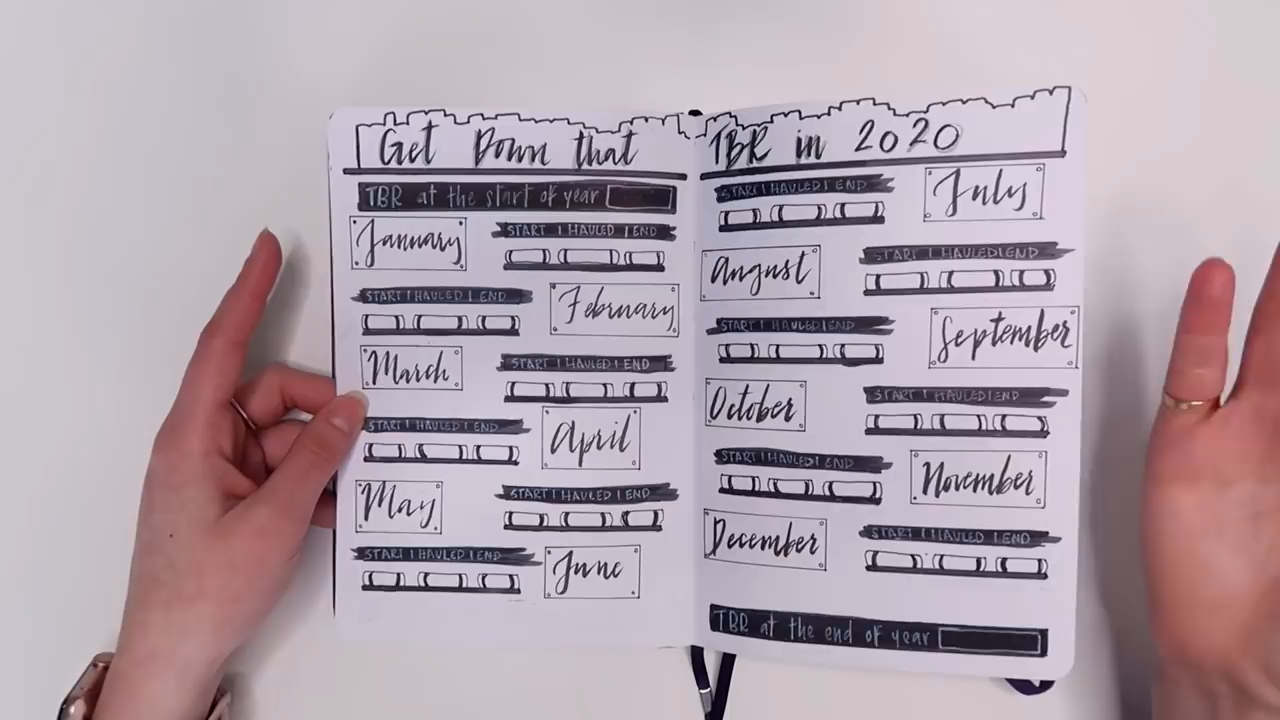 Get Down that
TBR at the start of year
January
START | HAULED | END
START | HAULED | END
February
March
START | HAULED | END
START | HAULED | END
April
May
START | HAULED | END
START | HAULED | END
June
TBR in 2020
START | HAULED | END
July
August
START | HAULED | END
START | HAULED | END
September
October
START | HAULED | END
START | HAULED | END
November
December
START | HAULED | END
TBR at the end of year